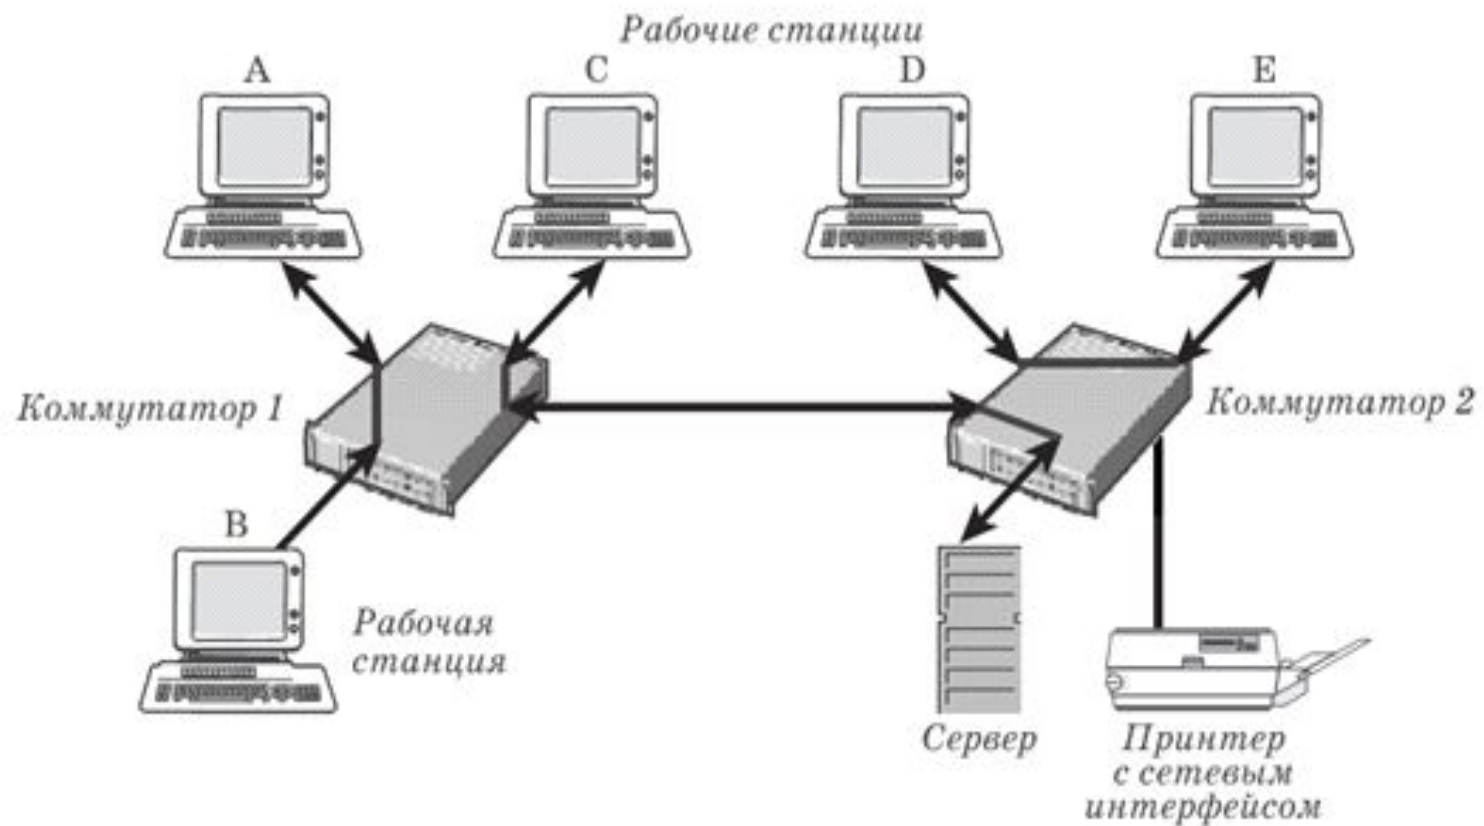 Рабочие станции
A
C
D
E
Коммутатор 1
Коммутатор 2
B
Рабочая
станция
Сервер
Принтер
с сетевым
интерфейсом